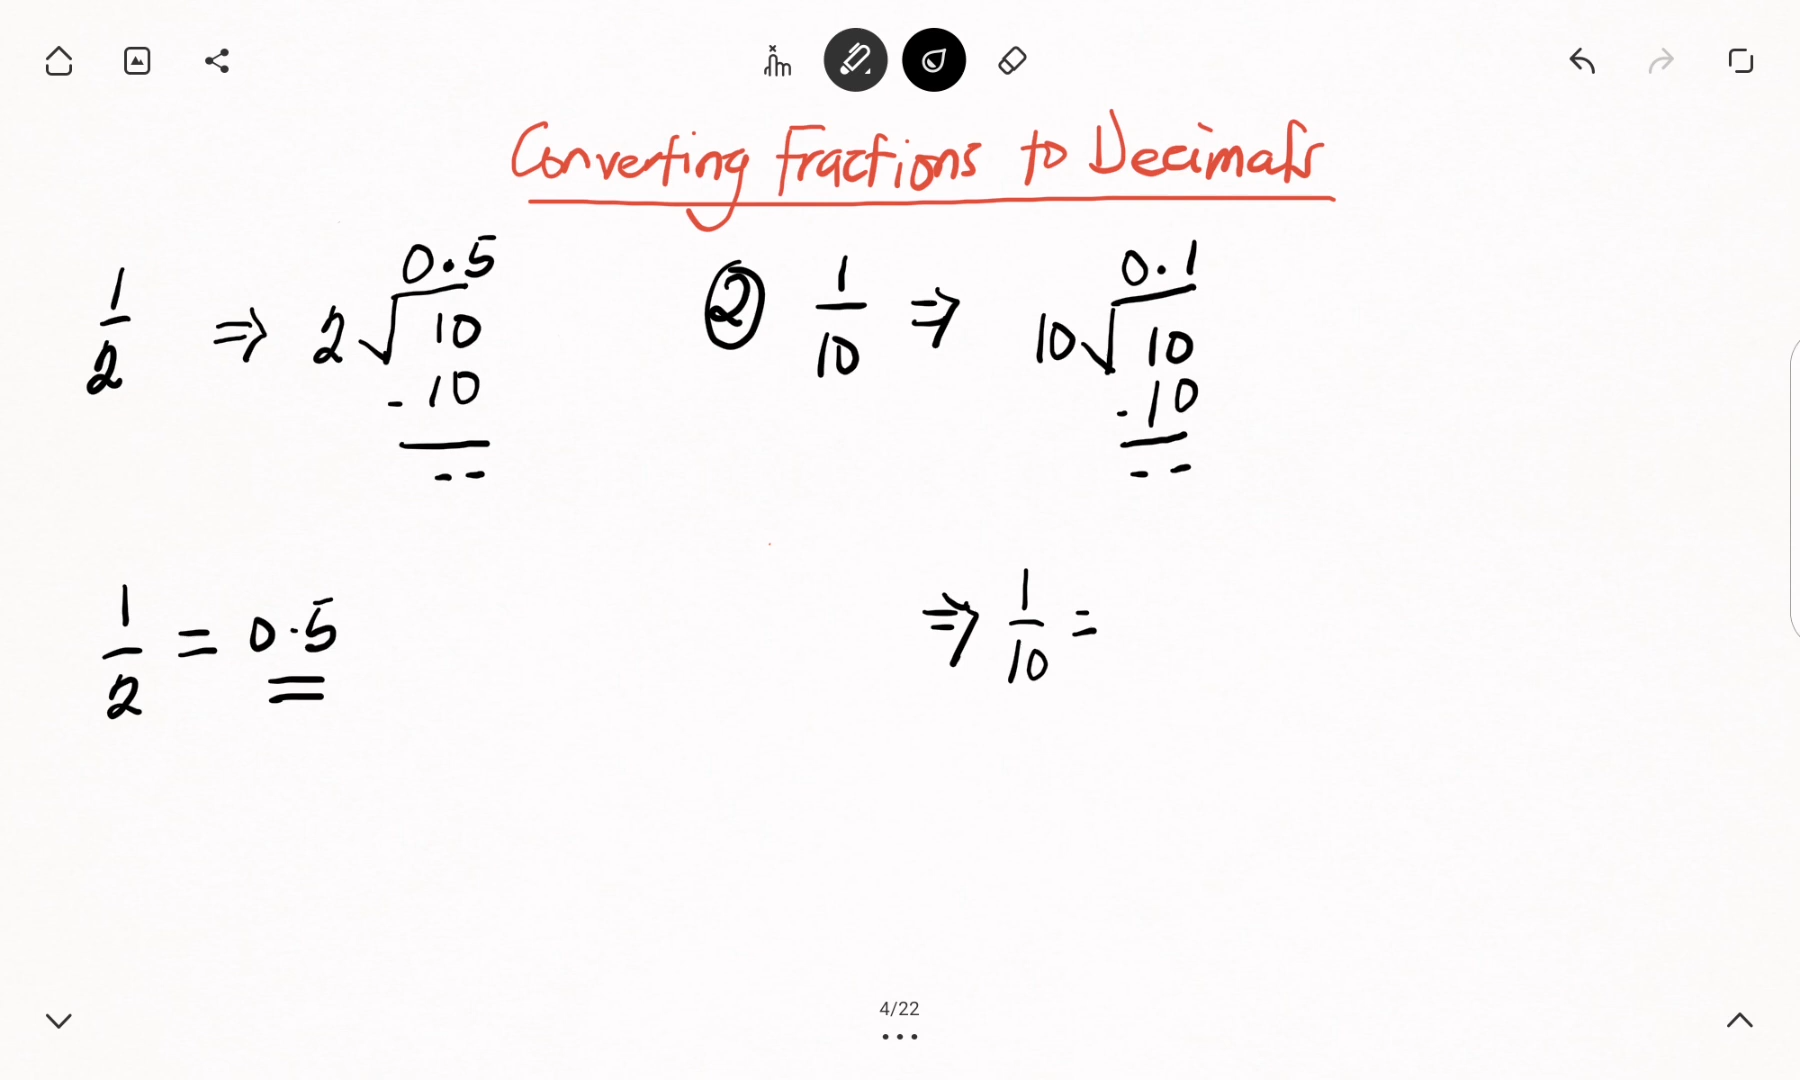 Converting Fractions to Decimals
1/2 ⇒ 2√10 0.5
- 10
- -
② 1/10 ⇒ 10√10 0.1
- 10
- -
1/2 = 0.5
⇒ 1/10 =
4/22